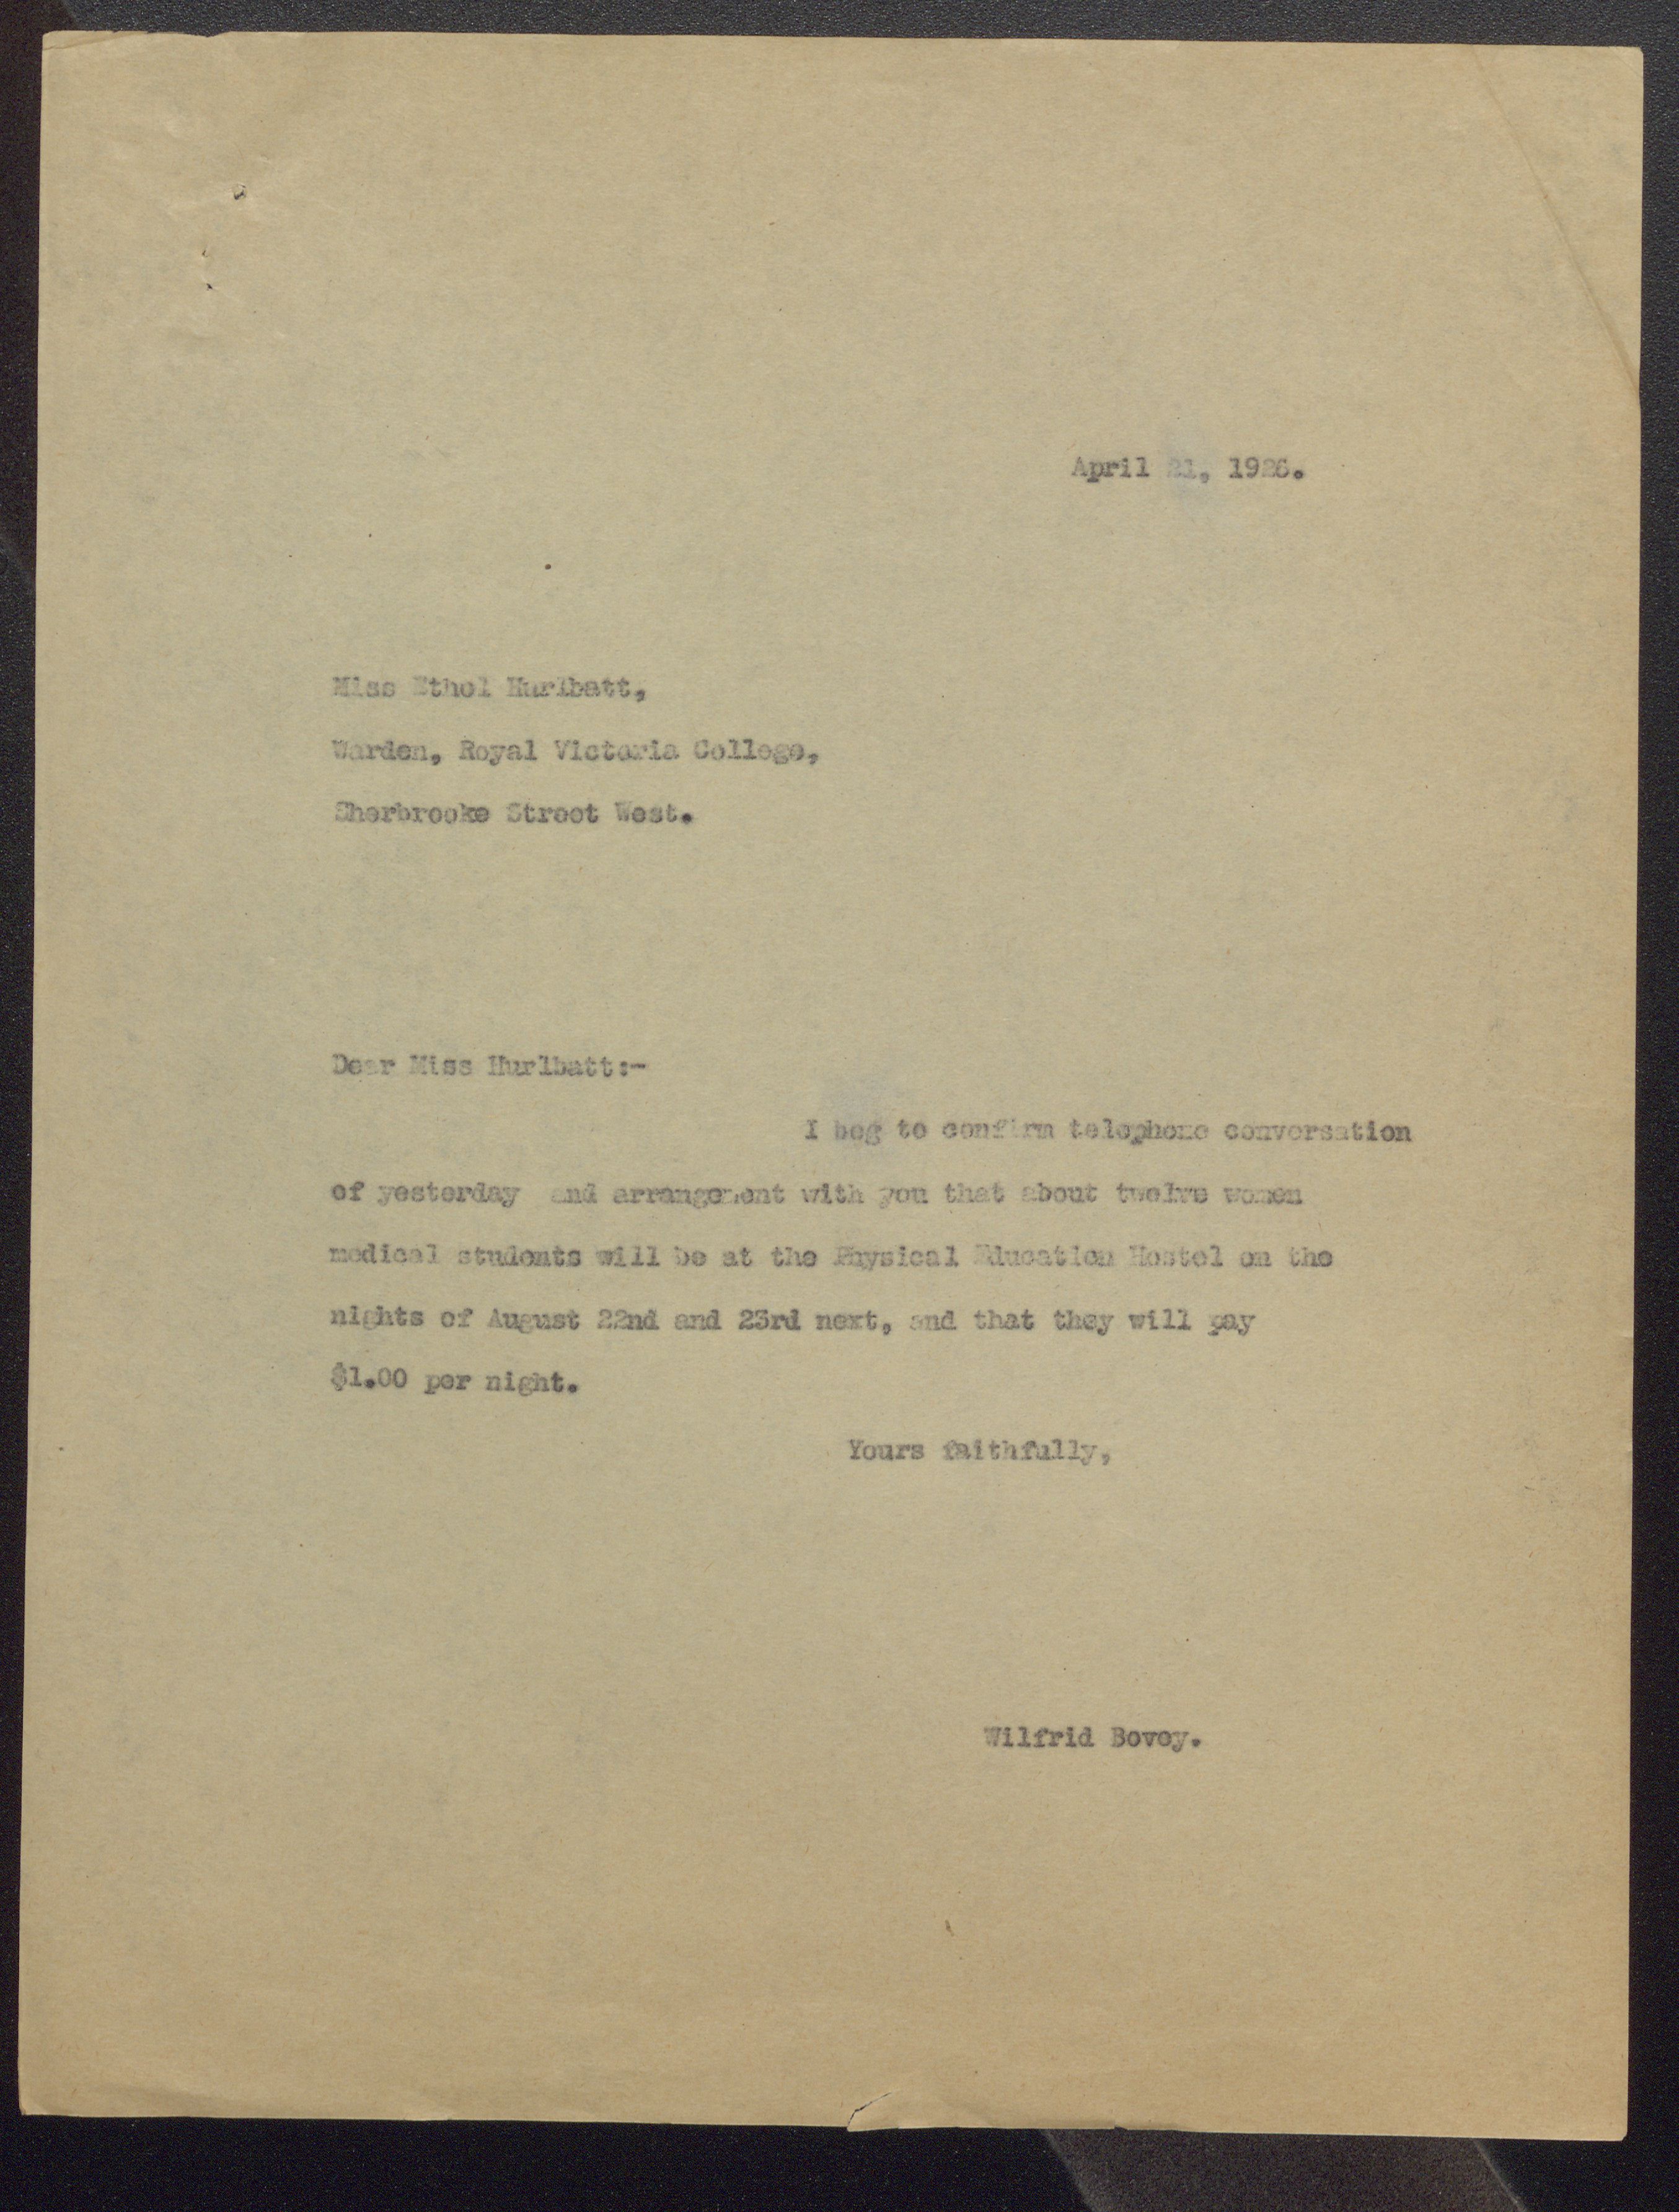 April 21, 1926.
Miss Ethel Hurlbatt,
Warden, Royal Victoria College,
Sherbrooke Street West.
Dear Miss Hurlbatt:-
I beg to confirm telephone conversation
of yesterday and arrangement with you that about twelve women
medical students will be at the Physical Education Hostel on the
nights of August 22nd and 23rd next, and that they will pay
$1.00 per night.
Yours faithfully,
Wilfrid Bovey.